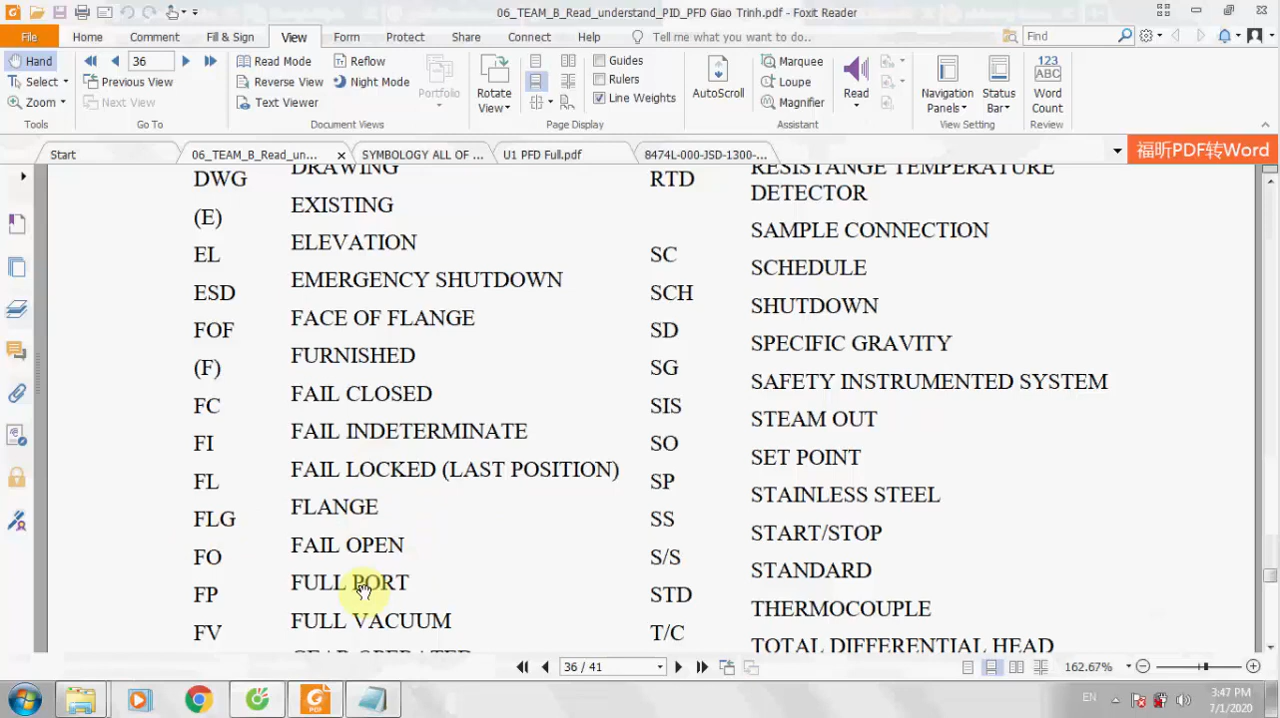 06_TEAM_B_Read_understand_PID_PFD Giao Trinh.pdf - Foxit Reader
File Home Comment Fill & Sign View Form Protect Share Connect Help Tell me what you want to do... Find
Hand 36 Read Mode Reflow Guides Marquee
Select Previous View Reverse View Night Mode Rulers Loupe
Zoom Next View Text Viewer Portfolio Rotate View Line Weights AutoScroll Magnifier Read Navigation Panels Status Bar 123 ABC Word Count
Tools Go To Document Views Page Display Assistant View Setting Review
Start 06_TEAM_B_Read_un... SYMBOLOGY ALL OF ... U1 PFD Full.pdf 8474L-000-JSD-1300-... 福昕PDF转Word
DWG DRAWING RTD RESISTANGE TEMPERATURE
DETECTOR
(E) EXISTING
EL ELEVATION SC SAMPLE CONNECTION
ESD EMERGENCY SHUTDOWN SCH SCHEDULE
FOF FACE OF FLANGE SD SHUTDOWN
(F) FURNISHED SG SPECIFIC GRAVITY
FC FAIL CLOSED SIS SAFETY INSTRUMENTED SYSTEM
FI FAIL INDETERMINATE SO STEAM OUT
FL FAIL LOCKED (LAST POSITION) SP SET POINT
FLG FLANGE SS STAINLESS STEEL
FO FAIL OPEN S/S START/STOP
FP FULL PORT STD STANDARD
FV FULL VACUUM T/C THERMOCOUPLE
GEAR OPERATED TOTAL DIFFERENTIAL HEAD
36 / 41 162.67%
EN 3:47 PM
7/1/2020